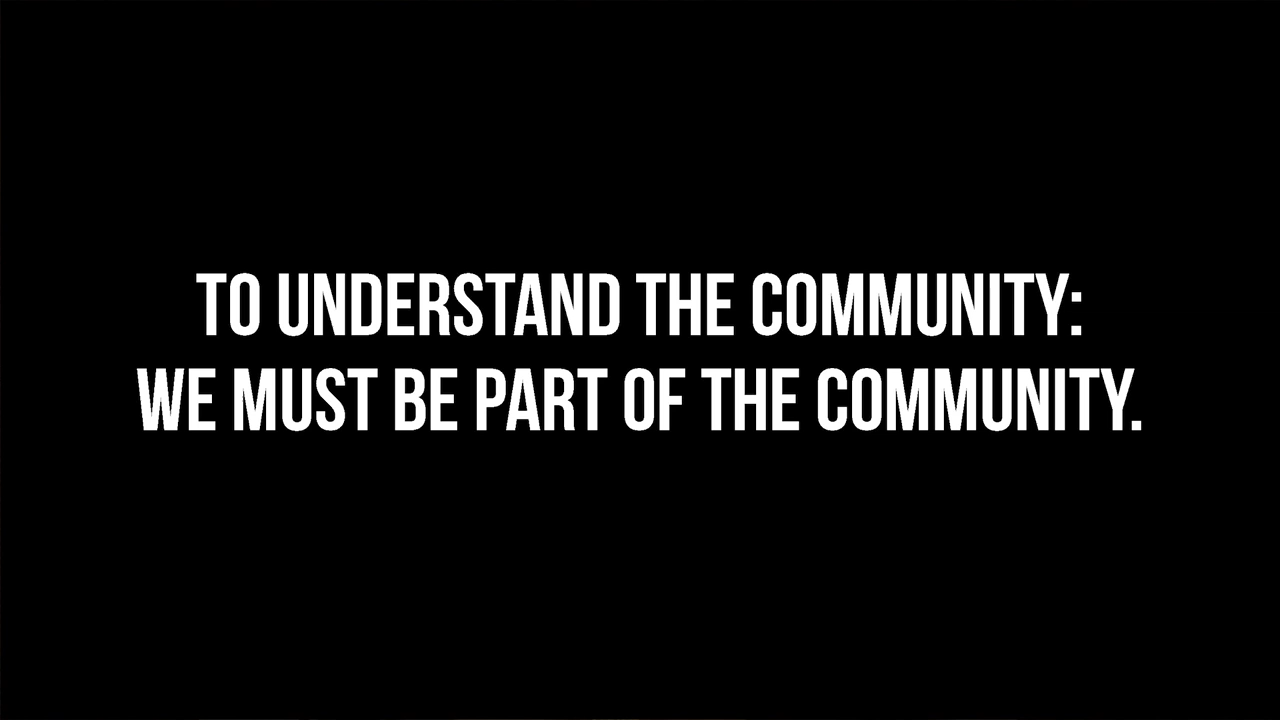 TO UNDERSTAND THE COMMUNITY:
WE MUST BE PART OF THE COMMUNITY.